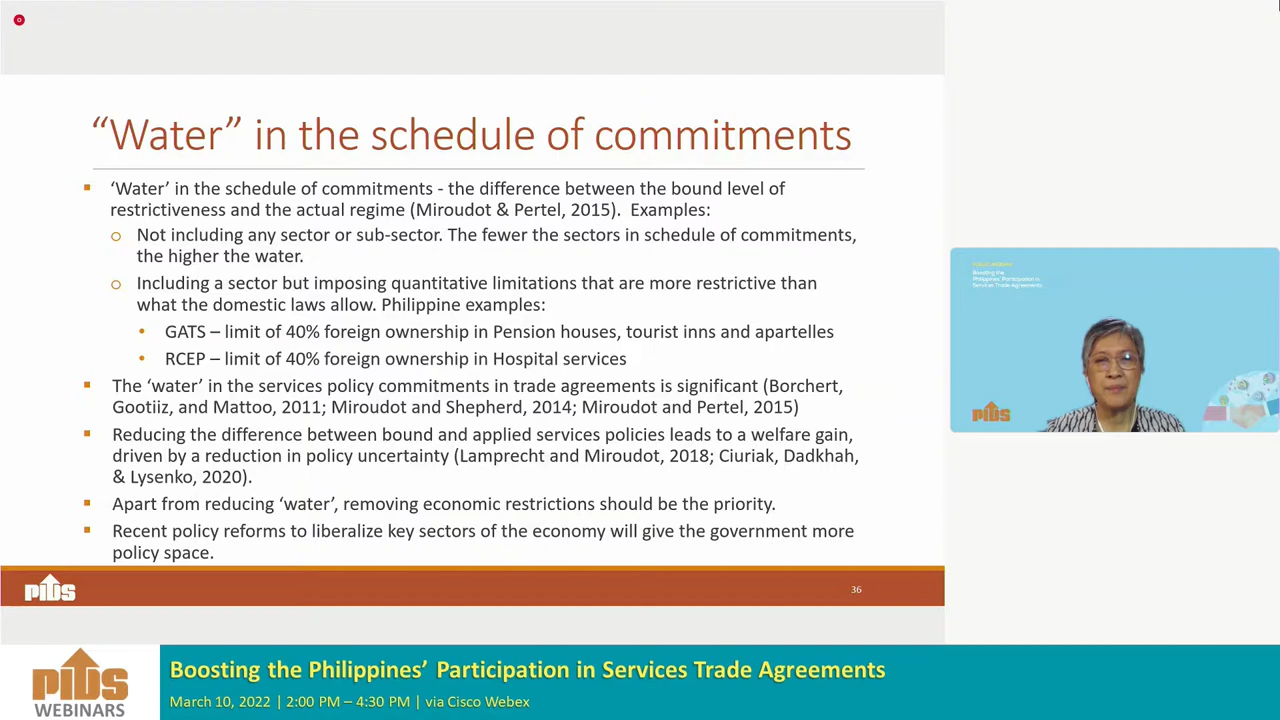 “Water” in the schedule of commitments
▪ ‘Water’ in the schedule of commitments - the difference between the bound level of
restrictiveness and the actual regime (Miroudot & Pertel, 2015).  Examples:
o Not including any sector or sub-sector. The fewer the sectors in schedule of commitments,
the higher the water.
o Including a sector but imposing quantitative limitations that are more restrictive than
what the domestic laws allow. Philippine examples:
• GATS – limit of 40% foreign ownership in Pension houses, tourist inns and apartelles
• RCEP – limit of 40% foreign ownership in Hospital services
▪ The ‘water’ in the services policy commitments in trade agreements is significant (Borchert,
Gootiiz, and Mattoo, 2011; Miroudot and Shepherd, 2014; Miroudot and Pertel, 2015)
▪ Reducing the difference between bound and applied services policies leads to a welfare gain,
driven by a reduction in policy uncertainty (Lamprecht and Miroudot, 2018; Ciuriak, Dadkhah,
& Lysenko, 2020).
▪ Apart from reducing ‘water’, removing economic restrictions should be the priority.
▪ Recent policy reforms to liberalize key sectors of the economy will give the government more
policy space.
PIDS
36
Boosting the
Philippines’ Participation in
Services Trade Agreements
PIDS
PIDS
WEBINARS
Boosting the Philippines’ Participation in Services Trade Agreements
March 10, 2022 | 2:00 PM – 4:30 PM | via Cisco Webex